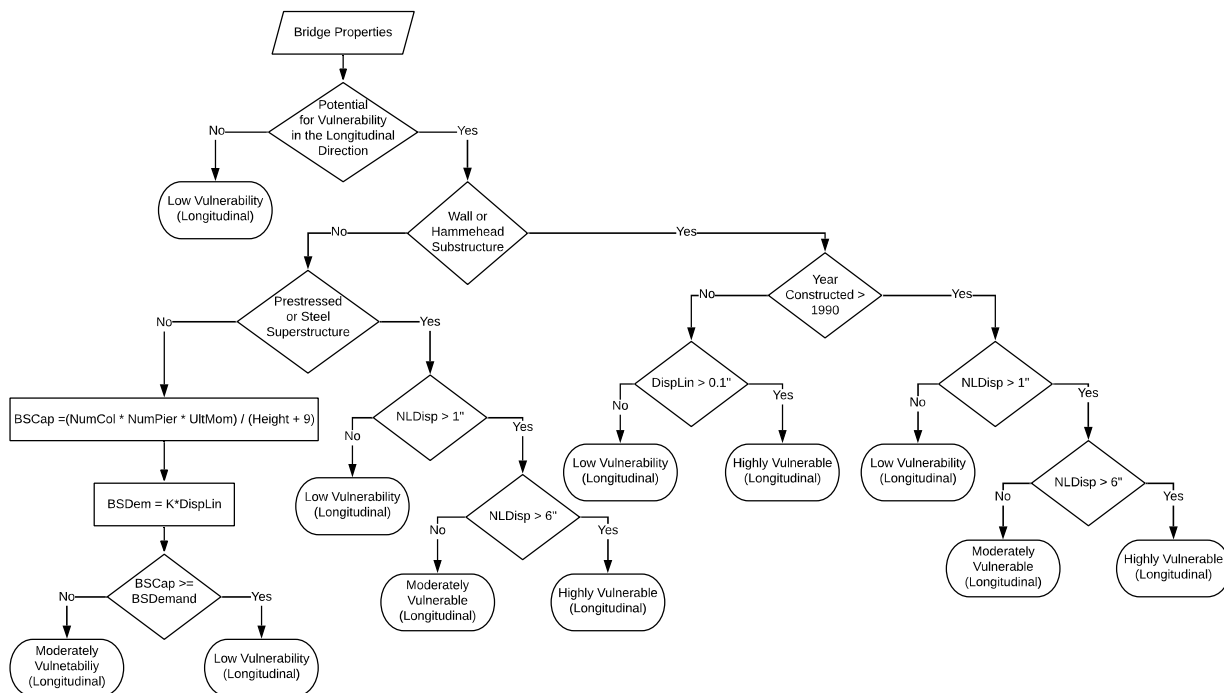 Bridge Properties
Potential
for Vulnerability
in the Longitudinal
Direction
No
Yes
Low Vulnerability
(Longitudinal)
Wall or
Hammehead
Substructure
No
Yes
Prestressed
or Steel
Superstructure
Year
Constructed >
1990
No
Yes
No
Yes
BSCap =(NumCol * NumPier * UltMom) / (Height + 9)
NLDisp > 1"
DispLin > 0.1"
NLDisp > 1"
No
Yes
No
Yes
No
Yes
Low Vulnerability
(Longitudinal)
Highly Vulnerable
(Longitudinal)
Low Vulnerability
(Longitudinal)
NLDisp > 6"
Low Vulnerability
(Longitudinal)
BSDem = K*DispLin
NLDisp > 6"
No
Yes
No
Yes
Moderately
Vulnerable
(Longitudinal)
Highly Vulnerable
(Longitudinal)
Moderately
Vulnerable
(Longitudinal)
Highly Vulnerable
(Longitudinal)
BSCap >=
BSDemand
No
Yes
Moderately
Vulnetabiliy
(Longitudinal)
Low Vulnerability
(Longitudinal)